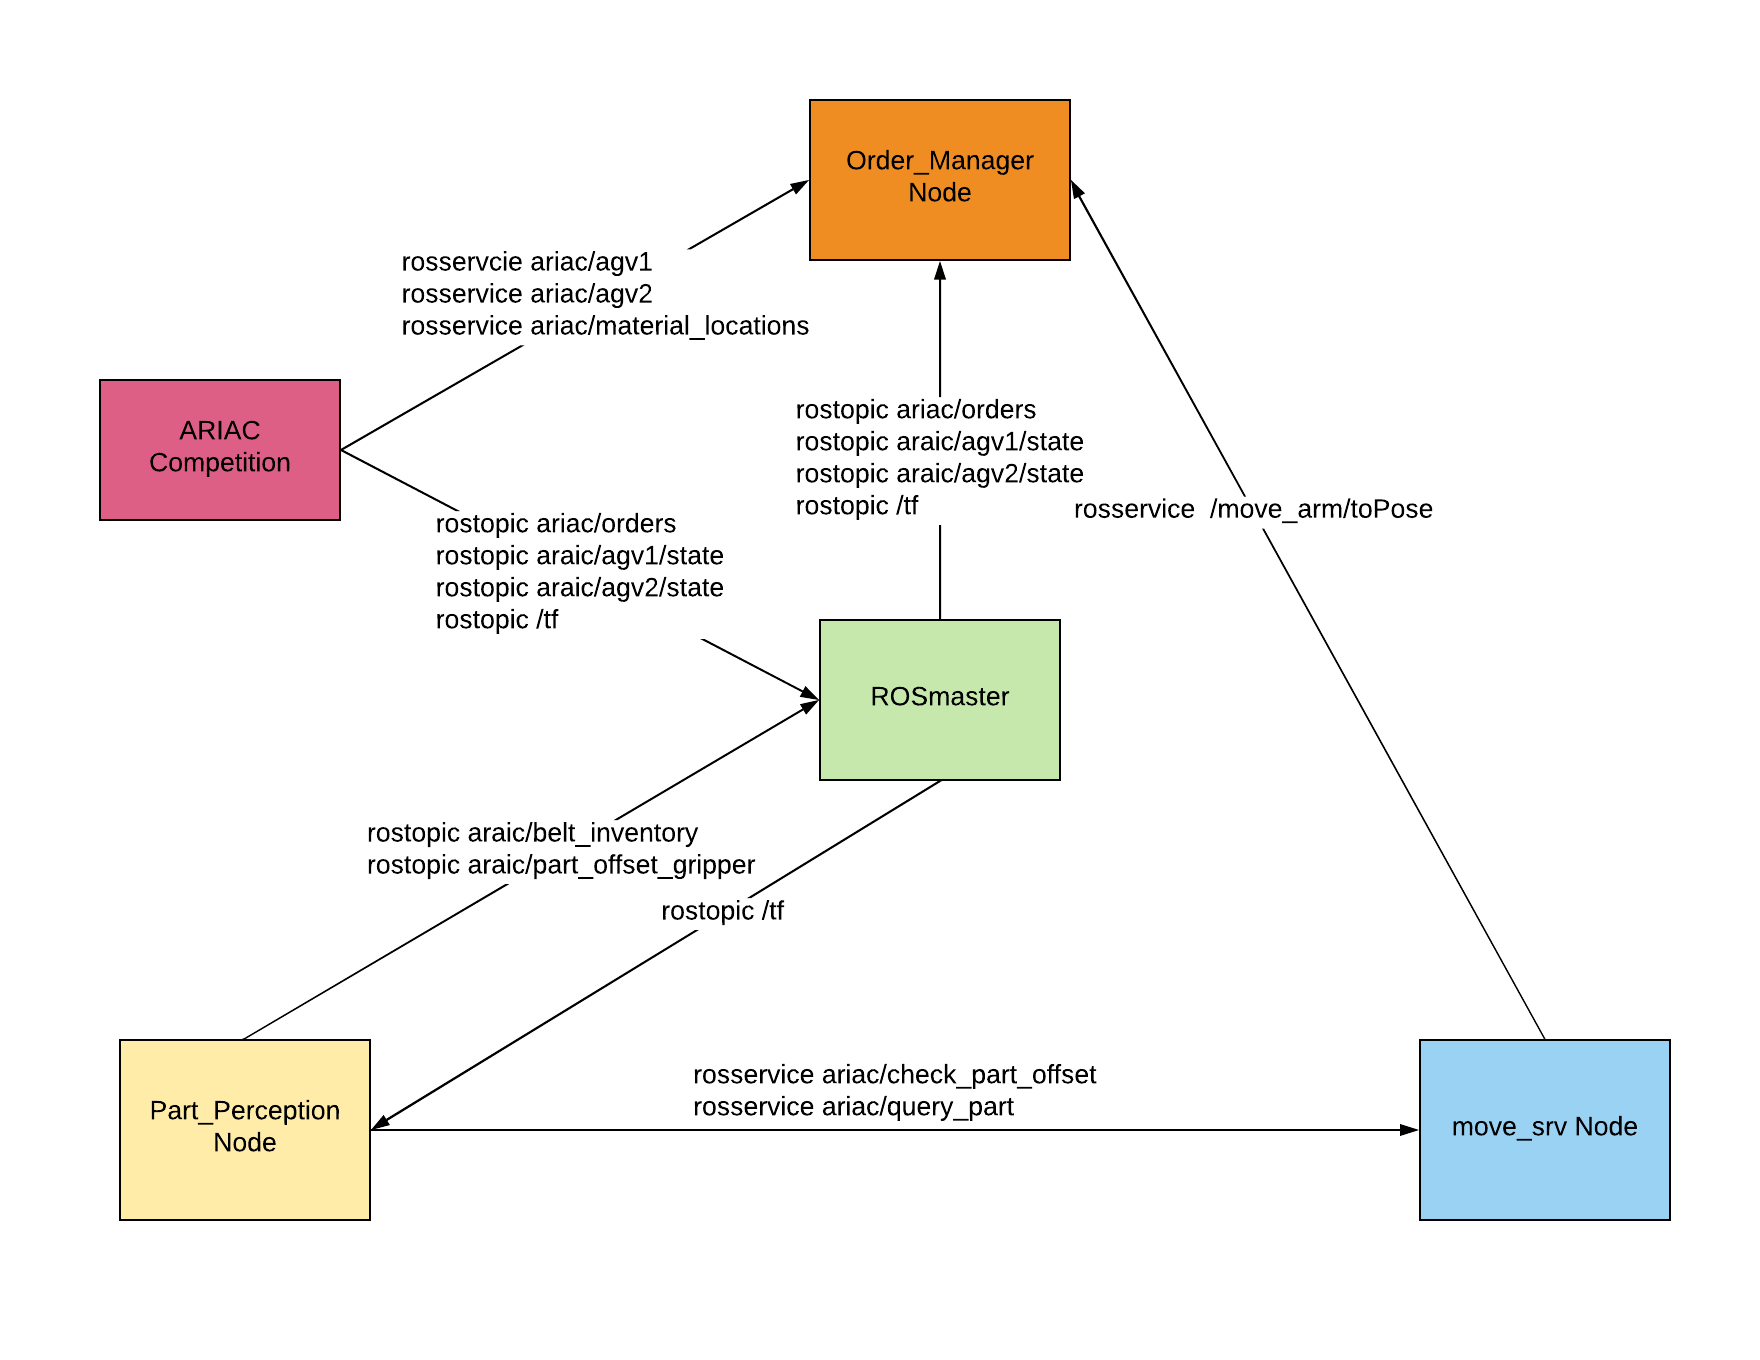 Order_Manager
Node
rosservcie ariac/agv1
rosservice ariac/agv2
rosservice ariac/material_locations
ARIAC
Competition
rostopic ariac/orders
rostopic araic/agv1/state
rostopic araic/agv2/state
rostopic /tf
rosservice  /move_arm/toPose
rostopic ariac/orders
rostopic araic/agv1/state
rostopic araic/agv2/state
rostopic /tf
ROSmaster
rostopic araic/belt_inventory
rostopic araic/part_offset_gripper
rostopic /tf
rosservice ariac/check_part_offset
rosservice ariac/query_part
Part_Perception
Node
move_srv Node